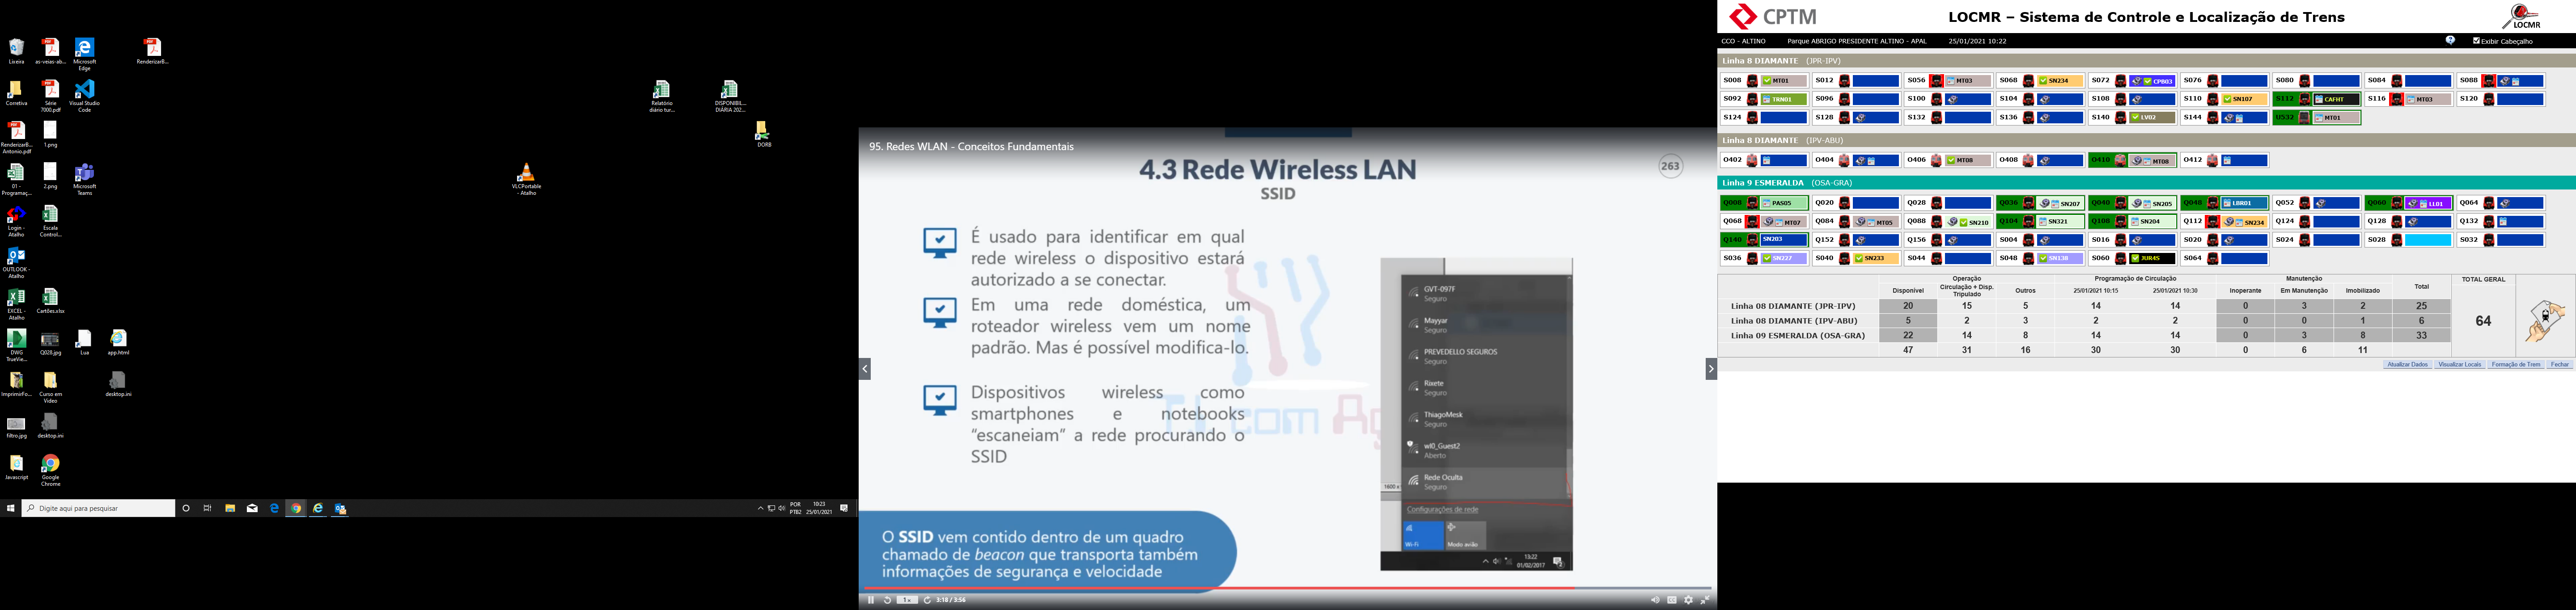 Lixeira
as-veias-ab...
Microsoft Edge
RenderizarB...
Corretiva
Série 7000.pdf
Visual Studio Code
RenderizarB... Antonio.pdf
1.png
01 - Programaç...
2.png
Microsoft Teams
Login - Atalho
Escala Control...
OUTLOOK - Atalho
EXCEL - Atalho
Cartões.xlsx
DWG TrueVie...
Q028.jpg
Lua
app.html
ImprimirFo...
Curso em Video
desktop.ini
filtro.jpg
desktop.ini
Javascript
Google Chrome
Relatório diário tur...
DISPONIBIL... DIÁRIA 202...
DORB
VLCPortable - Atalho
Digite aqui para pesquisar
POR
PTB2
10:23
25/01/2021
95. Redes WLAN - Conceitos Fundamentais
4.3 Rede Wireless LAN
263
SSID
É usado para identificar em qual
rede wireless o dispositivo estará
autorizado a se conectar.
Em uma rede doméstica, um
roteador wireless vem um nome
padrão. Mas é possível modifica-lo.
Dispositivos wireless como
smartphones e notebooks
“escaneiam” a rede procurando o
SSID
O SSID vem contido dentro de um quadro
chamado de beacon que transporta também
informações de segurança e velocidade
GVT-097F
Seguro
Mayyar
Seguro
PREVEDELLO SEGUROS
Seguro
Rixete
Seguro
ThiagoMesk
Seguro
wl0_Guest2
Aberto
Rede Oculta
Seguro
Configurações de rede
Wi-Fi
Modo avião
13:22
01/02/2017
3:18 / 3:56
CPTM
LOCMR – Sistema de Controle e Localização de Trens
LOCMR
CCO - ALTINO Parque ABRIGO PRESIDENTE ALTINO - APAL 25/01/2021 10:22 Exibir Cabeçalho
Linha 8 DIAMANTE (JPR-IPV)
S008 MT01 S012 S056 MT03 S068 SN234 S072 CPB03 S076 S080 S084 S088
S092 TRN01 S096 S100 S104 S108 S110 SN107 S112 CAFHT S116 MT03 S120
S124 S128 S132 S136 S140 LV02 S144 U532 MT01
Linha 8 DIAMANTE (IPV-ABU)
O402 O404 O406 MT08 O408 O410 MT08 O412
Linha 9 ESMERALDA (OSA-GRA)
Q008 PAS05 Q020 Q028 Q036 SN207 Q040 SN205 Q048 LBR01 Q052 Q060 LL01 Q064
Q068 MT07 Q084 MT05 Q088 SN210 Q104 SN321 Q108 SN204 Q112 SN234 Q124 Q128 Q132
Q140 SN203 Q152 Q156 S004 S016 S020 S024 S028 S032
S036 SN227 S040 SN233 S044 S048 SN138 S060 JUR4S S064
Operação Programação de Circulação Manutenção TOTAL GERAL
Disponível Circulação + Disp. Tripulado Outros 25/01/2021 10:15 25/01/2021 10:30 Inoperante Em Manutenção Imobilizado Total
Linha 08 DIAMANTE (JPR-IPV) 20 15 5 14 14 0 3 2 25
Linha 08 DIAMANTE (IPV-ABU) 5 2 3 2 2 0 0 1 6
Linha 09 ESMERALDA (OSA-GRA) 22 14 8 14 14 0 3 8 33
47 31 16 30 30 0 6 11
64
Atualizar Dados Visualizar Locais Formação de Trem Fechar